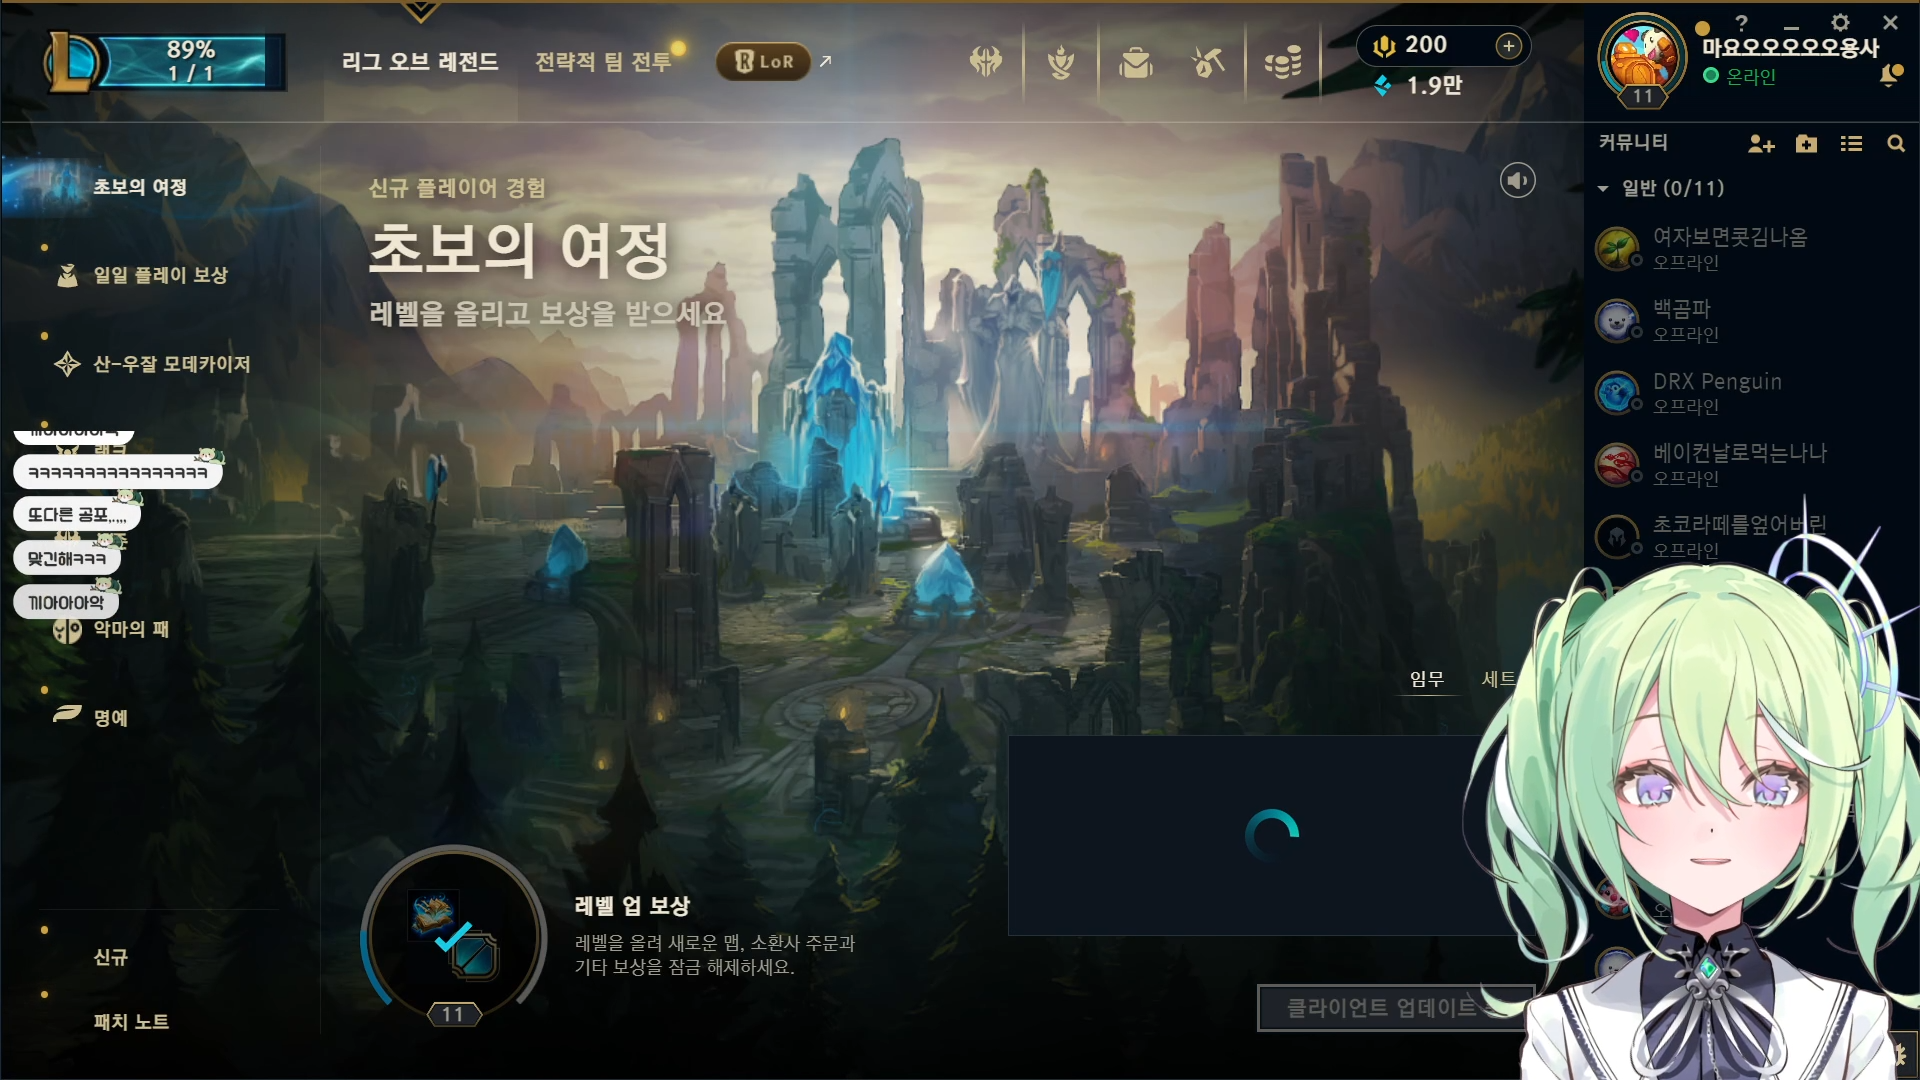 89%
1 / 1
리그 오브 레전드
전략적 팀 전투
LoR
200
1.9만
마요오오오오오용사
온라인
11
커뮤니티
일반 (0/11)
여자보면콧김나옴
오프라인
백곰파
오프라인
DRX Penguin
오프라인
베이컨날로먹는나나
오프라인
초코라떼를엎어버린
오프라인
초보의 여정
일일 플레이 보상
산-우잘 모데카이저
랭크
ㅋㅋㅋㅋㅋㅋㅋㅋㅋㅋㅋㅋㅋㅋㅋㅋ
또다른 공포,..,,
맞긴해ㅋㅋㅋ
끼아아아악
악마의 패
명예
신규
패치 노트
신규 플레이어 경험
초보의 여정
레벨을 올리고 보상을 받으세요
임무
세트
레벨 업 보상
레벨을 올려 새로운 맵, 소환사 주문과
기타 보상을 잠금 해제하세요.
11
클라이언트 업데이트